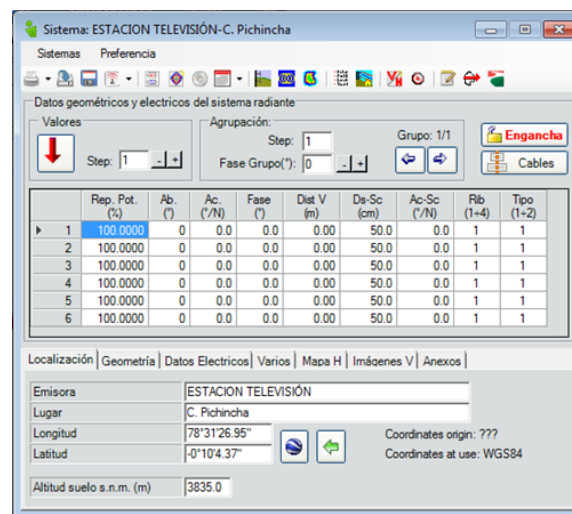 Sistema: ESTACION TELEVISIÓN-C. Pichincha
Sistemas Preferencia
Datos geométricos y electricos del sistema radiante
Valores Agrupación:
Step: 1 Grupo: 1/1 Engancha
Step: 1 - + Fase Grupo(°): 0 - + Cables
Rep. Pot. (%) Ab. (°) Ac. (°/N) Fase (°) Dist V (m) Ds-Sc (cm) Ac-Sc (°/N) Rib (1÷4) Tipo (1÷2)
1 100.0000 0 0.0 0.0 0.00 50.0 0.0 1 1
2 100.0000 0 0.0 0.0 0.00 50.0 0.0 1 1
3 100.0000 0 0.0 0.0 0.00 50.0 0.0 1 1
4 100.0000 0 0.0 0.0 0.00 50.0 0.0 1 1
5 100.0000 0 0.0 0.0 0.00 50.0 0.0 1 1
6 100.0000 0 0.0 0.0 0.00 50.0 0.0 1 1
Localización Geometría Datos Electricos Varios Mapa H Imágenes V Anexos
Emisora ESTACION TELEVISIÓN
Lugar C. Pichincha
Longitud 78°31'26.95" Coordinates origin: ???
Latitud -0°10'4.37" Coordinates at use: WGS84
Altitud suelo s.n.m. (m) 3835.0